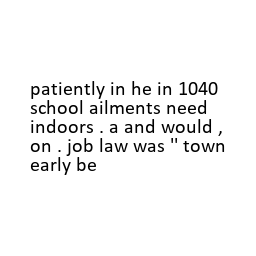 patiently in he in 1040
school ailments need
indoors . a and would ,
on . job law was " town
early be